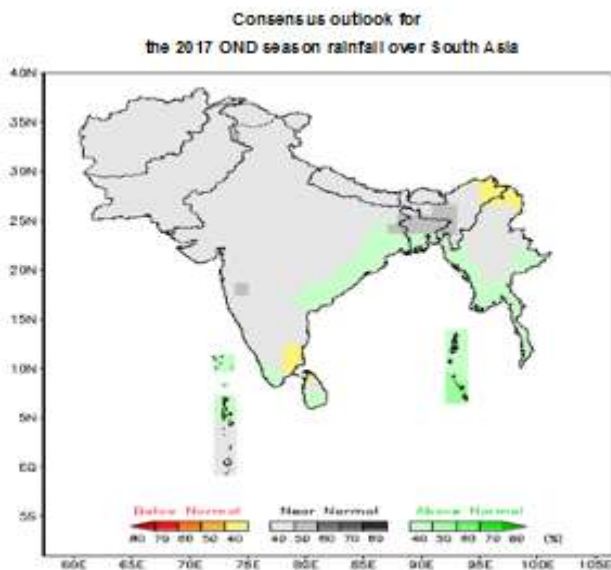 Consensus outlook for
the 2017 OND season rainfall over South Asia
40N
35N
30N
25N
20N
15N
10N
5N
EQ
5S
Below Normal Near Normal Above Normal
80 70 60 50 40 40 50 60 70 80 40 50 60 70 80 (%)
60E 65E 70E 75E 80E 85E 90E 95E 100E 105E